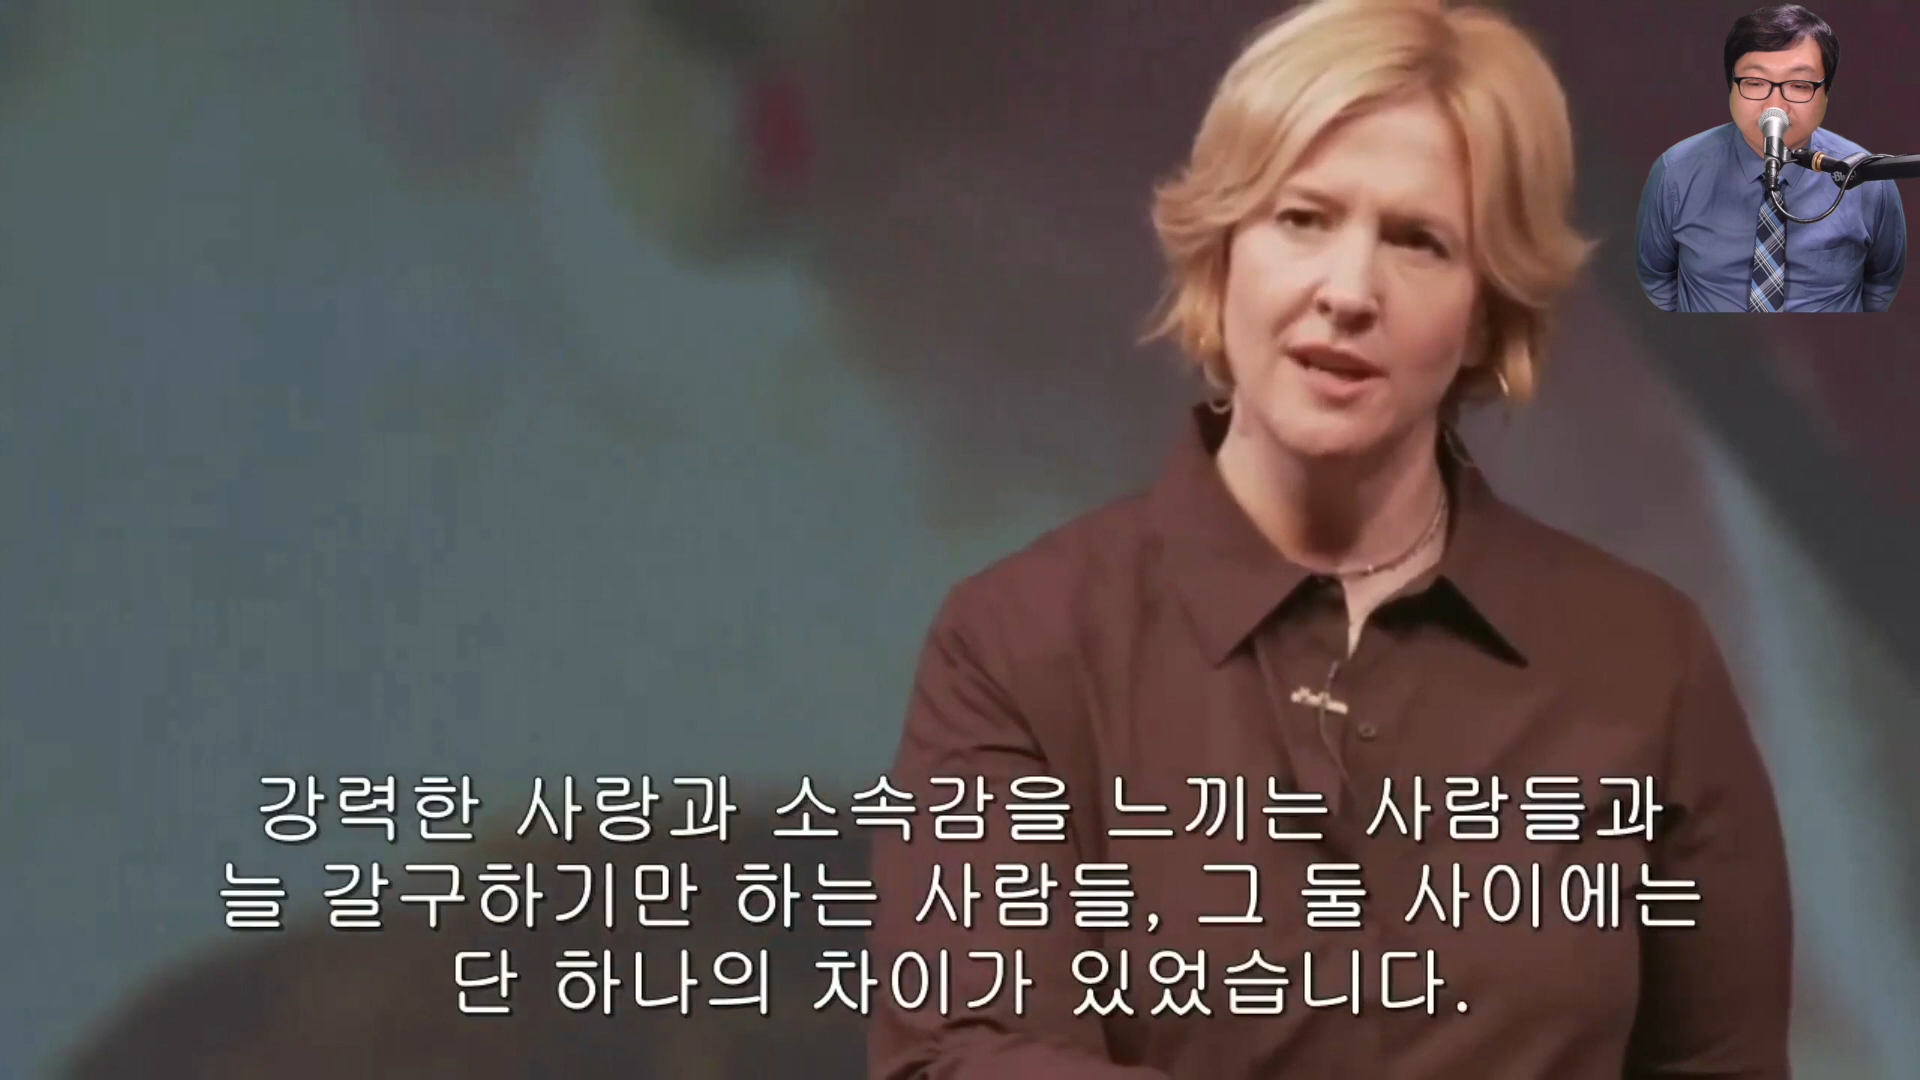 강력한 사랑과 소속감을 느끼는 사람들과
늘 갈구하기만 하는 사람들, 그 둘 사이에는
단 하나의 차이가 있었습니다.